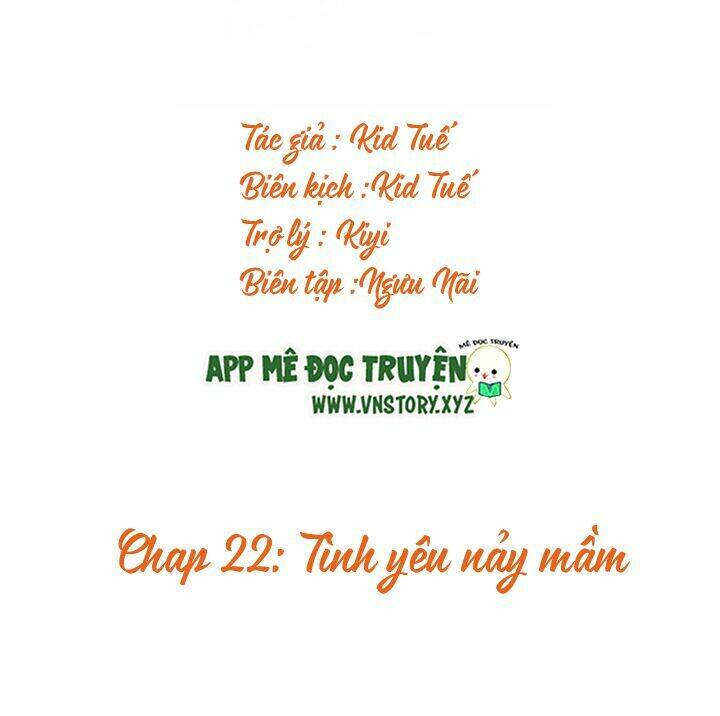 Tác giả : Kid Tuế
Biên kịch :Kid Tuế
Trợ lý : Kiyi
Biên tập :Ngưu Nãi
MÊ ĐỌC TRUYỆN
APP MÊ ĐỌC TRUYỆN
WWW.VNSTORY.XYZ
Chap 22: Tình yêu nảy mầm